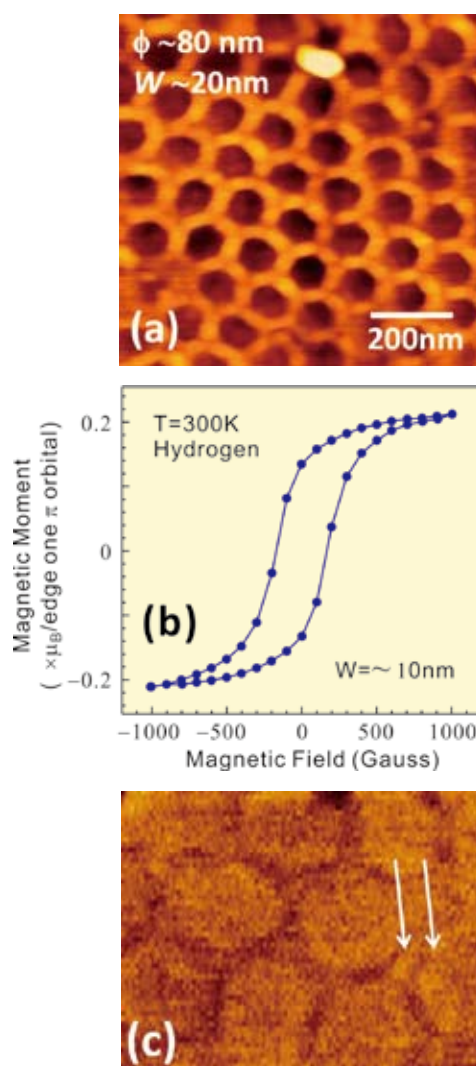 ϕ ~80 nm
W ~20nm
(a)
200nm
Magnetic Moment
( ×μB/edge one π orbital)
0.2
0
−0.2
T=300K
Hydrogen
(b)
W=~10nm
−1000 −500 0 500 1000
Magnetic Field (Gauss)
(c)